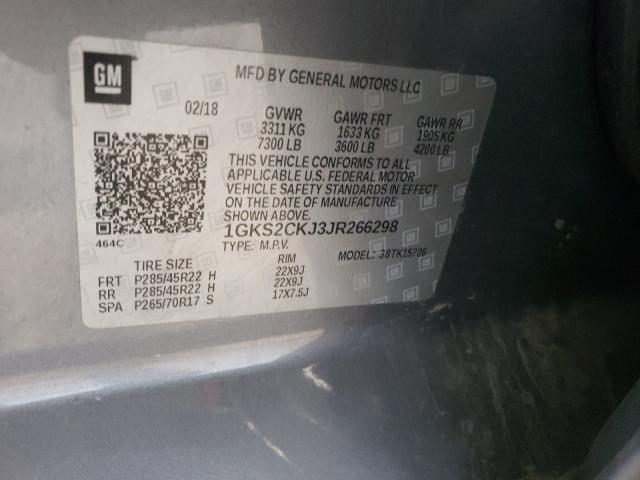 GM
MFD BY GENERAL MOTORS LLC
02/18 GVWR GAWR FRT GAWR RR
3311 KG 1633 KG 1905 KG
7300 LB 3600 LB 4200 LB
THIS VEHICLE CONFORMS TO ALL
APPLICABLE U.S. FEDERAL MOTOR
VEHICLE SAFETY STANDARDS IN EFFECT
ON THE DATE OF MANUFACTURE
SHOWN ABOVE.
464C 1GKS2CKJ3JR266298
TYPE: M.P.V. MODEL: 38TK15706
TIRE SIZE RIM
FRT P285/45R22 H 22X9J
RR P285/45R22 H 22X9J
SPA P265/70R17 S 17X7.5J